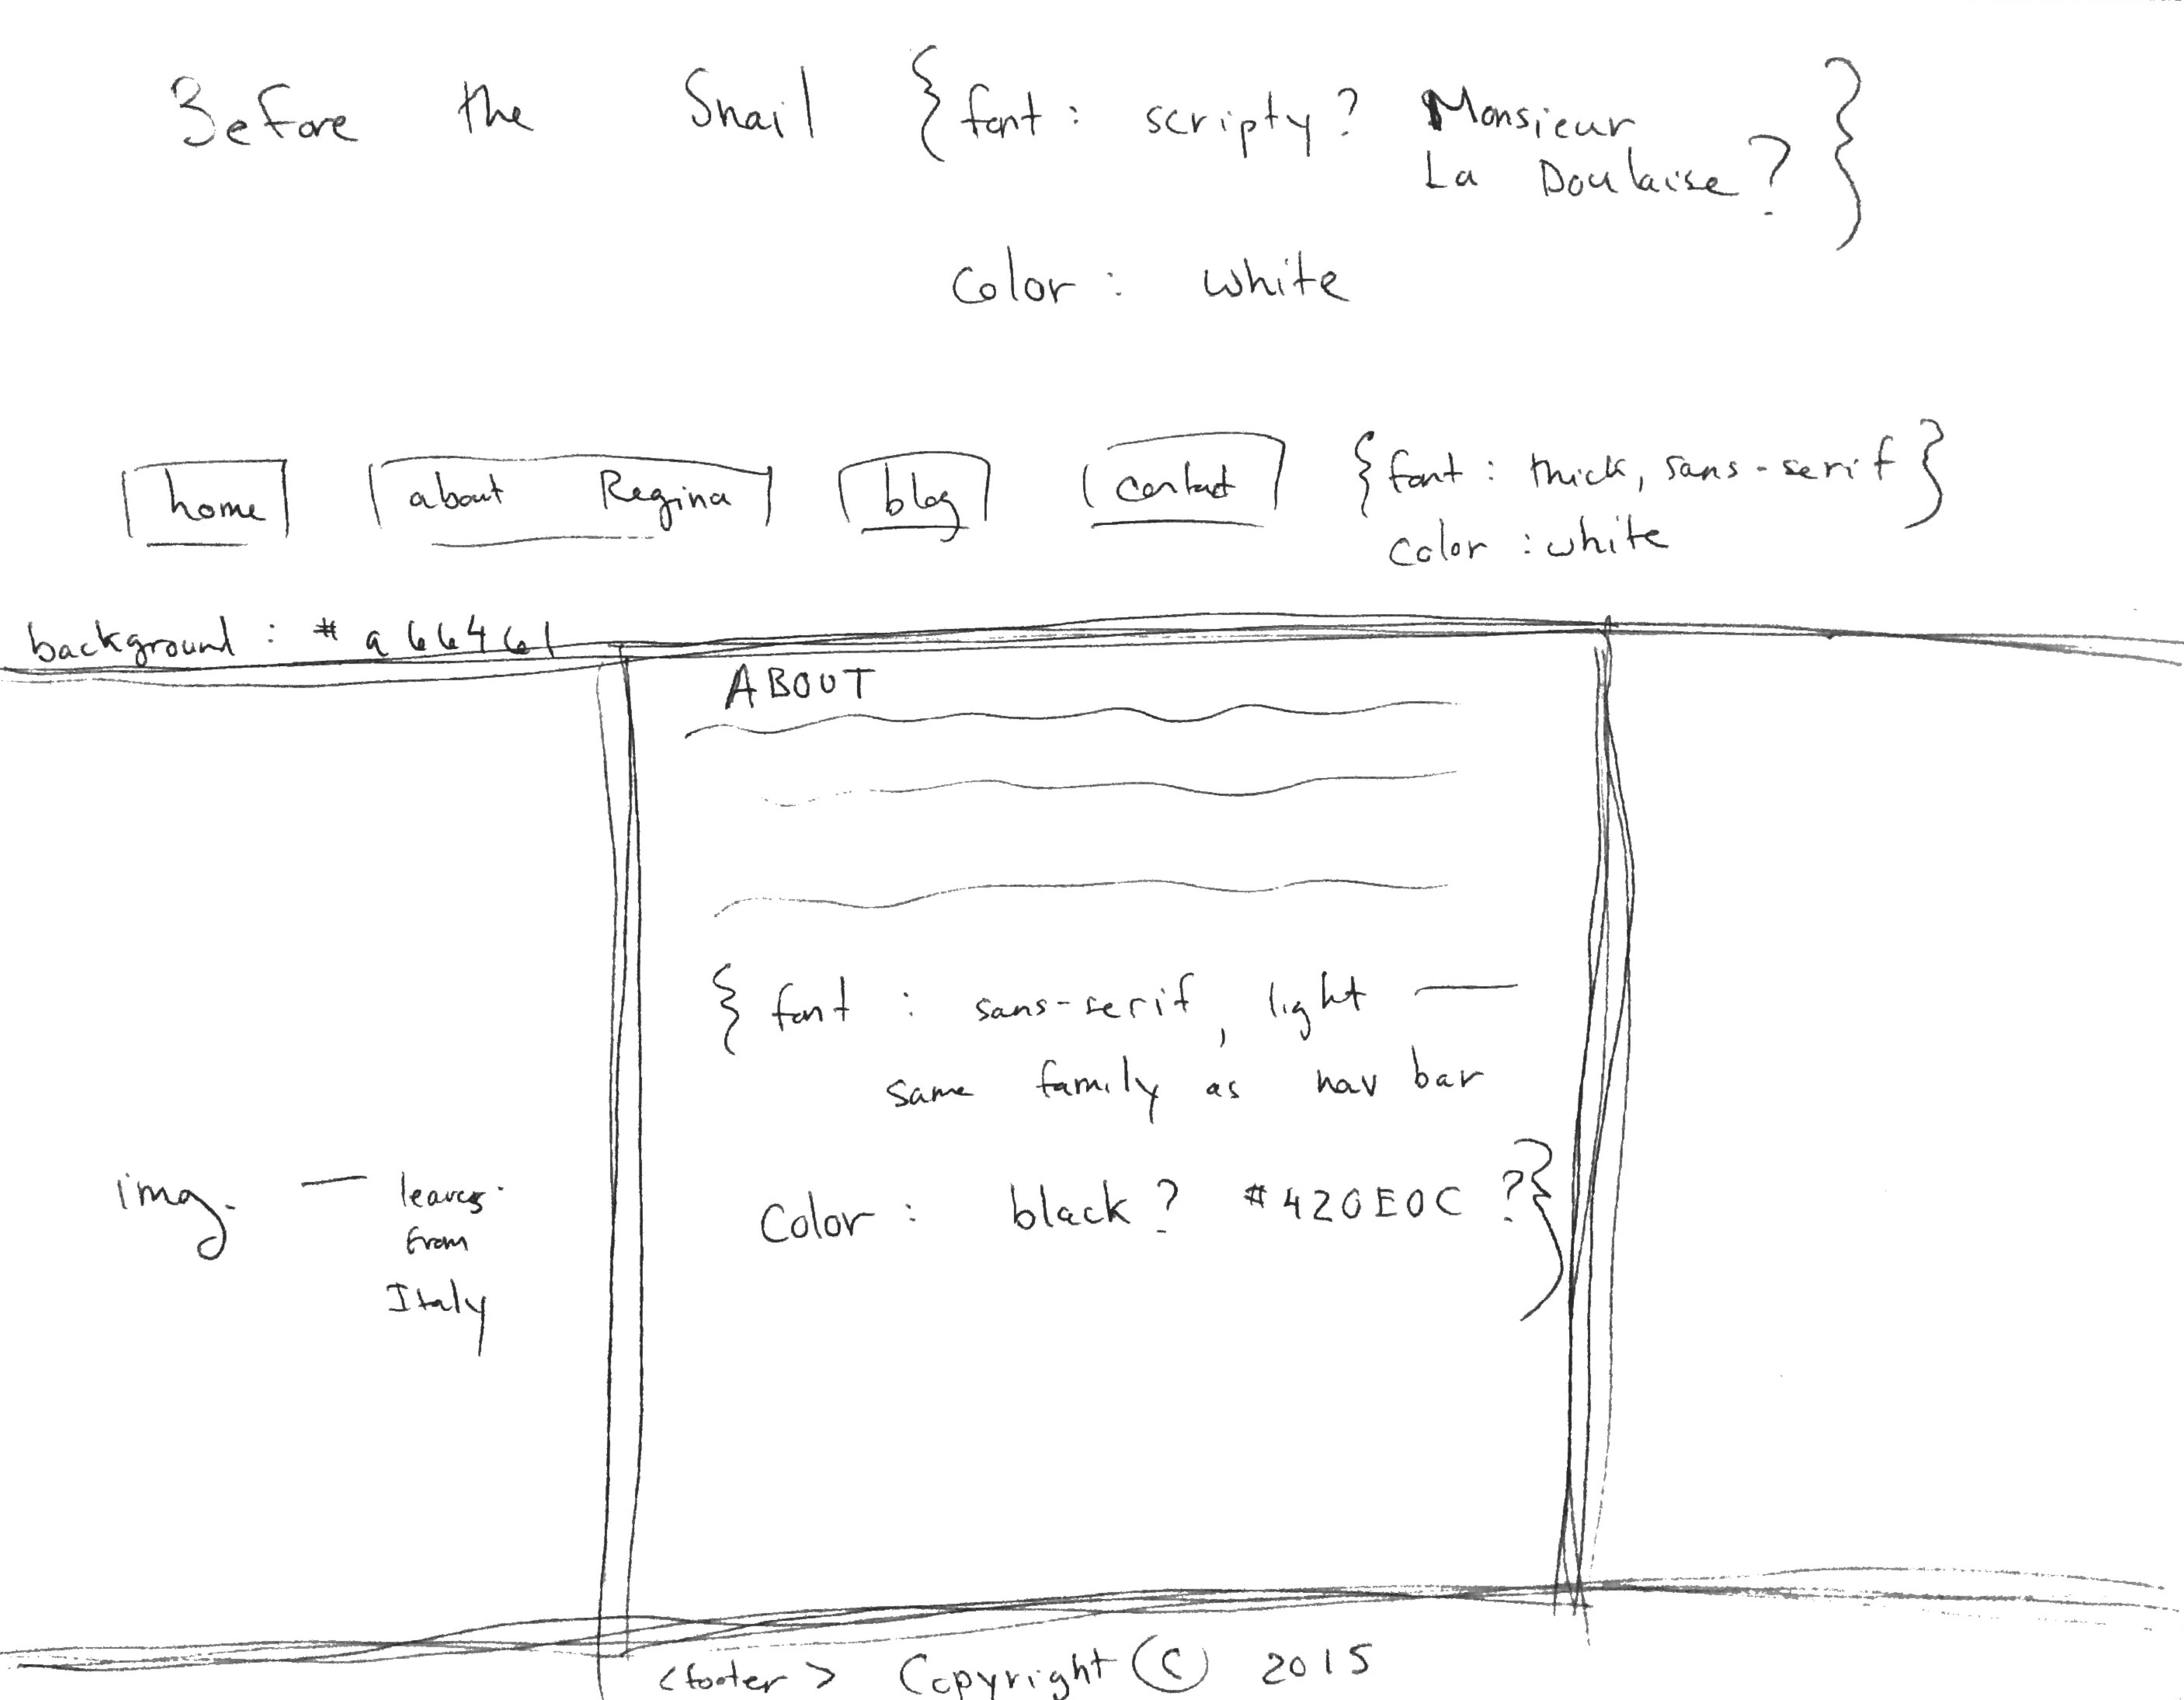 Before the Snail {font: scripty? Monsieur
La Doulaise?}
color: white
home about Regina blog contact {font: thick, sans-serif}
color: white
background: #a66461
ABOUT
{font: sans-serif, light —
same family as nav bar
color: black? #420E0C?}
img. — leaves
from
Italy
<footer> Copyright © 2015